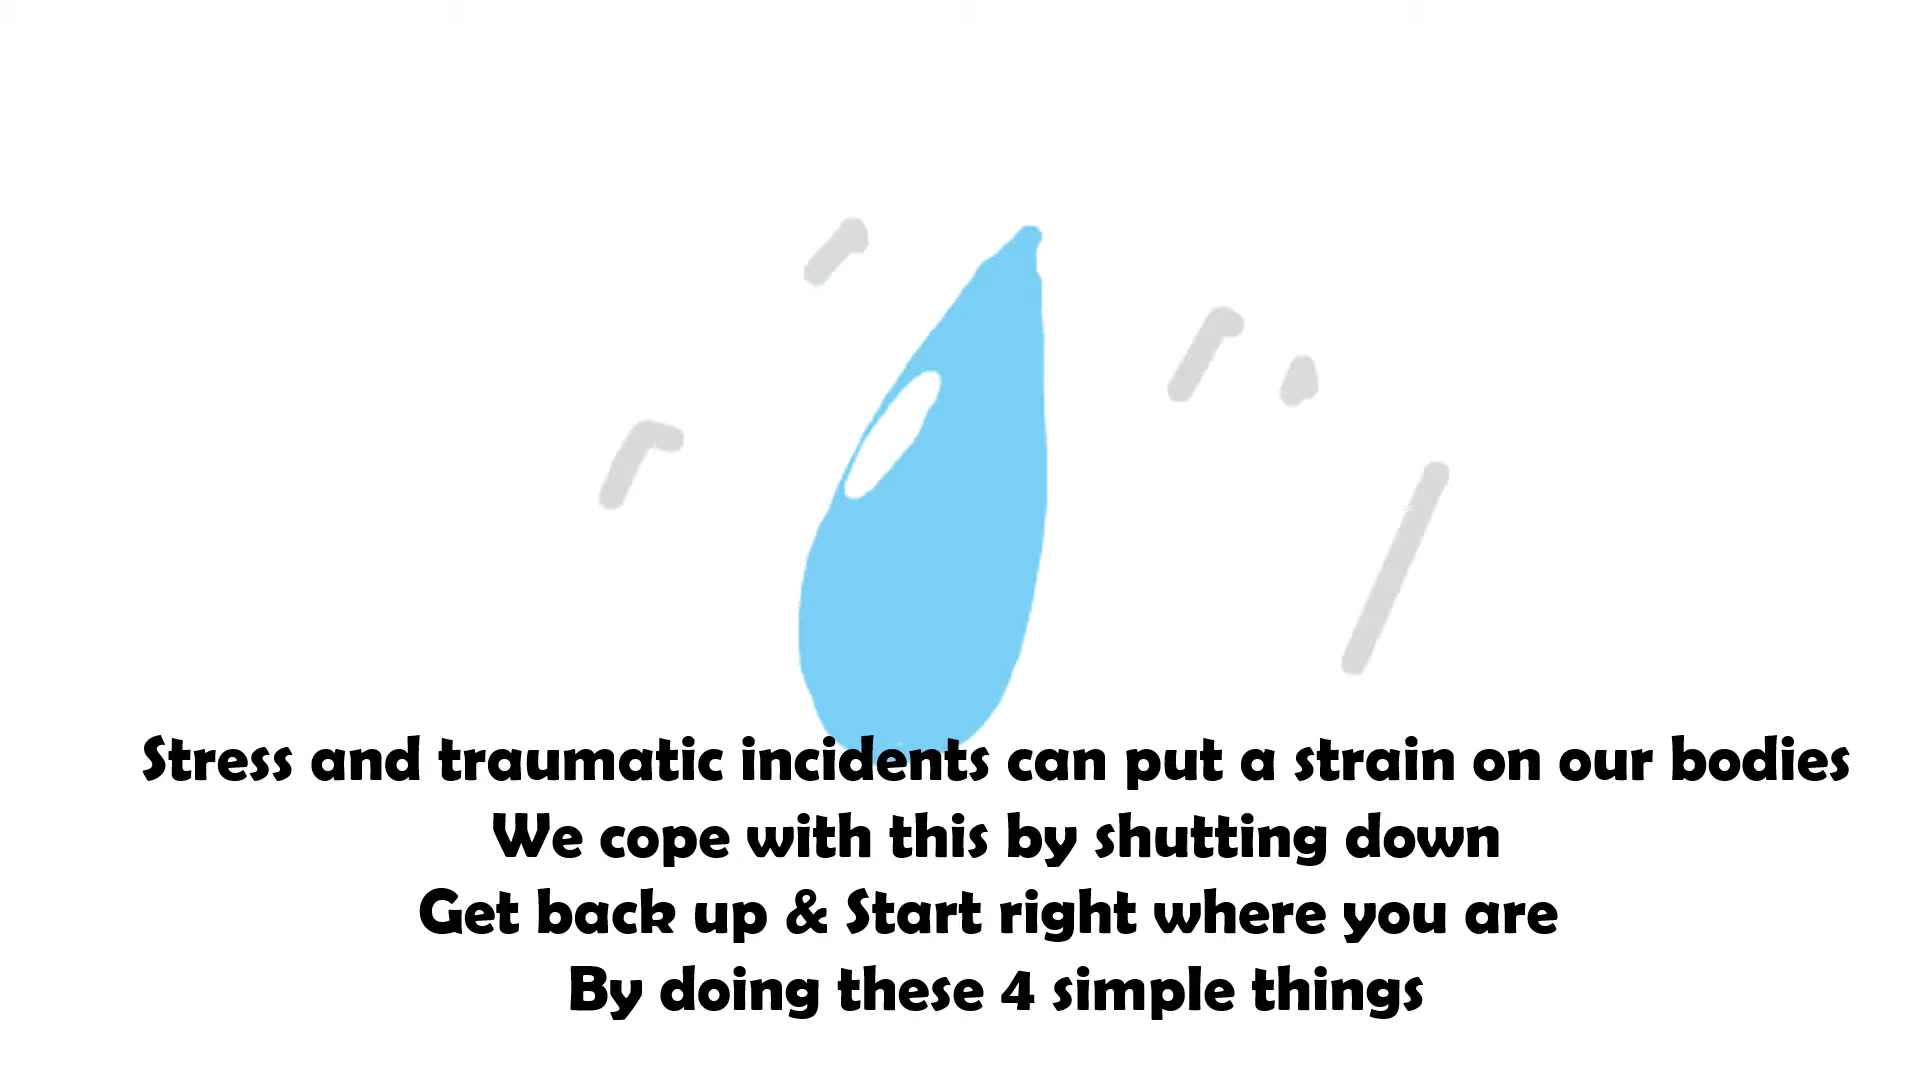 Stress and traumatic incidents can put a strain on our bodies
We cope with this by shutting down
Get back up & Start right where you are
By doing these 4 simple things